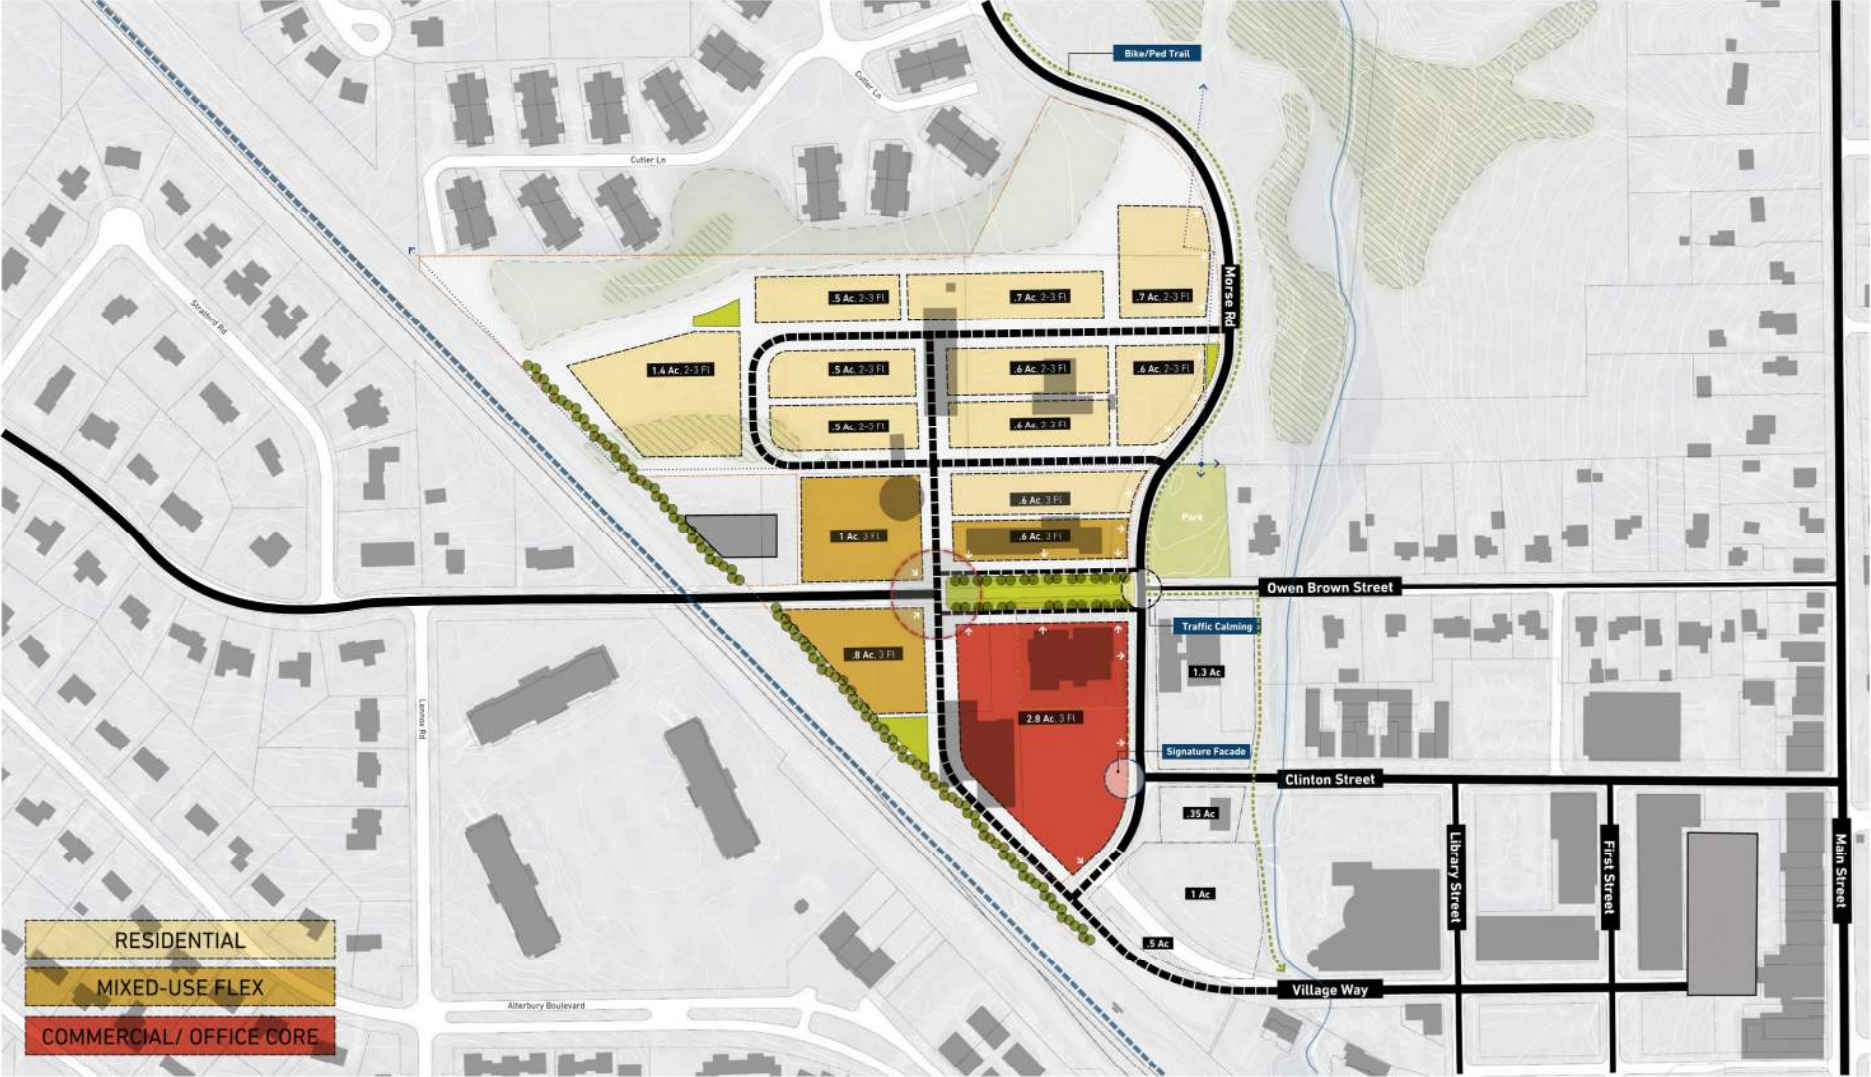 Bike/Ped Trail
Cutler Ln
Cutler Ln
Stratford Rd
Morse Rd
.5 Ac, 2-3 Fl
.7 Ac, 2-3 Fl
.7 Ac, 2-3 Fl
1.4 Ac, 2-3 Fl
.5 Ac, 2-3 Fl
.6 Ac, 2-3 Fl
.6 Ac, 2-3 Fl
.5 Ac, 2-3 Fl
.6 Ac, 2-3 Fl
.6 Ac, 3 Fl
Park
1 Ac, 3 Fl
.6 Ac, 3 Fl
Owen Brown Street
Traffic Calming
.8 Ac, 3 Fl
1.3 Ac
Lennox Rd
2.8 Ac, 3 Fl
Signature Facade
Clinton Street
.35 Ac
Library Street
First Street
Main Street
1 Ac
.5 Ac
Village Way
Atterbury Boulevard
RESIDENTIAL
MIXED-USE FLEX
COMMERCIAL/ OFFICE CORE